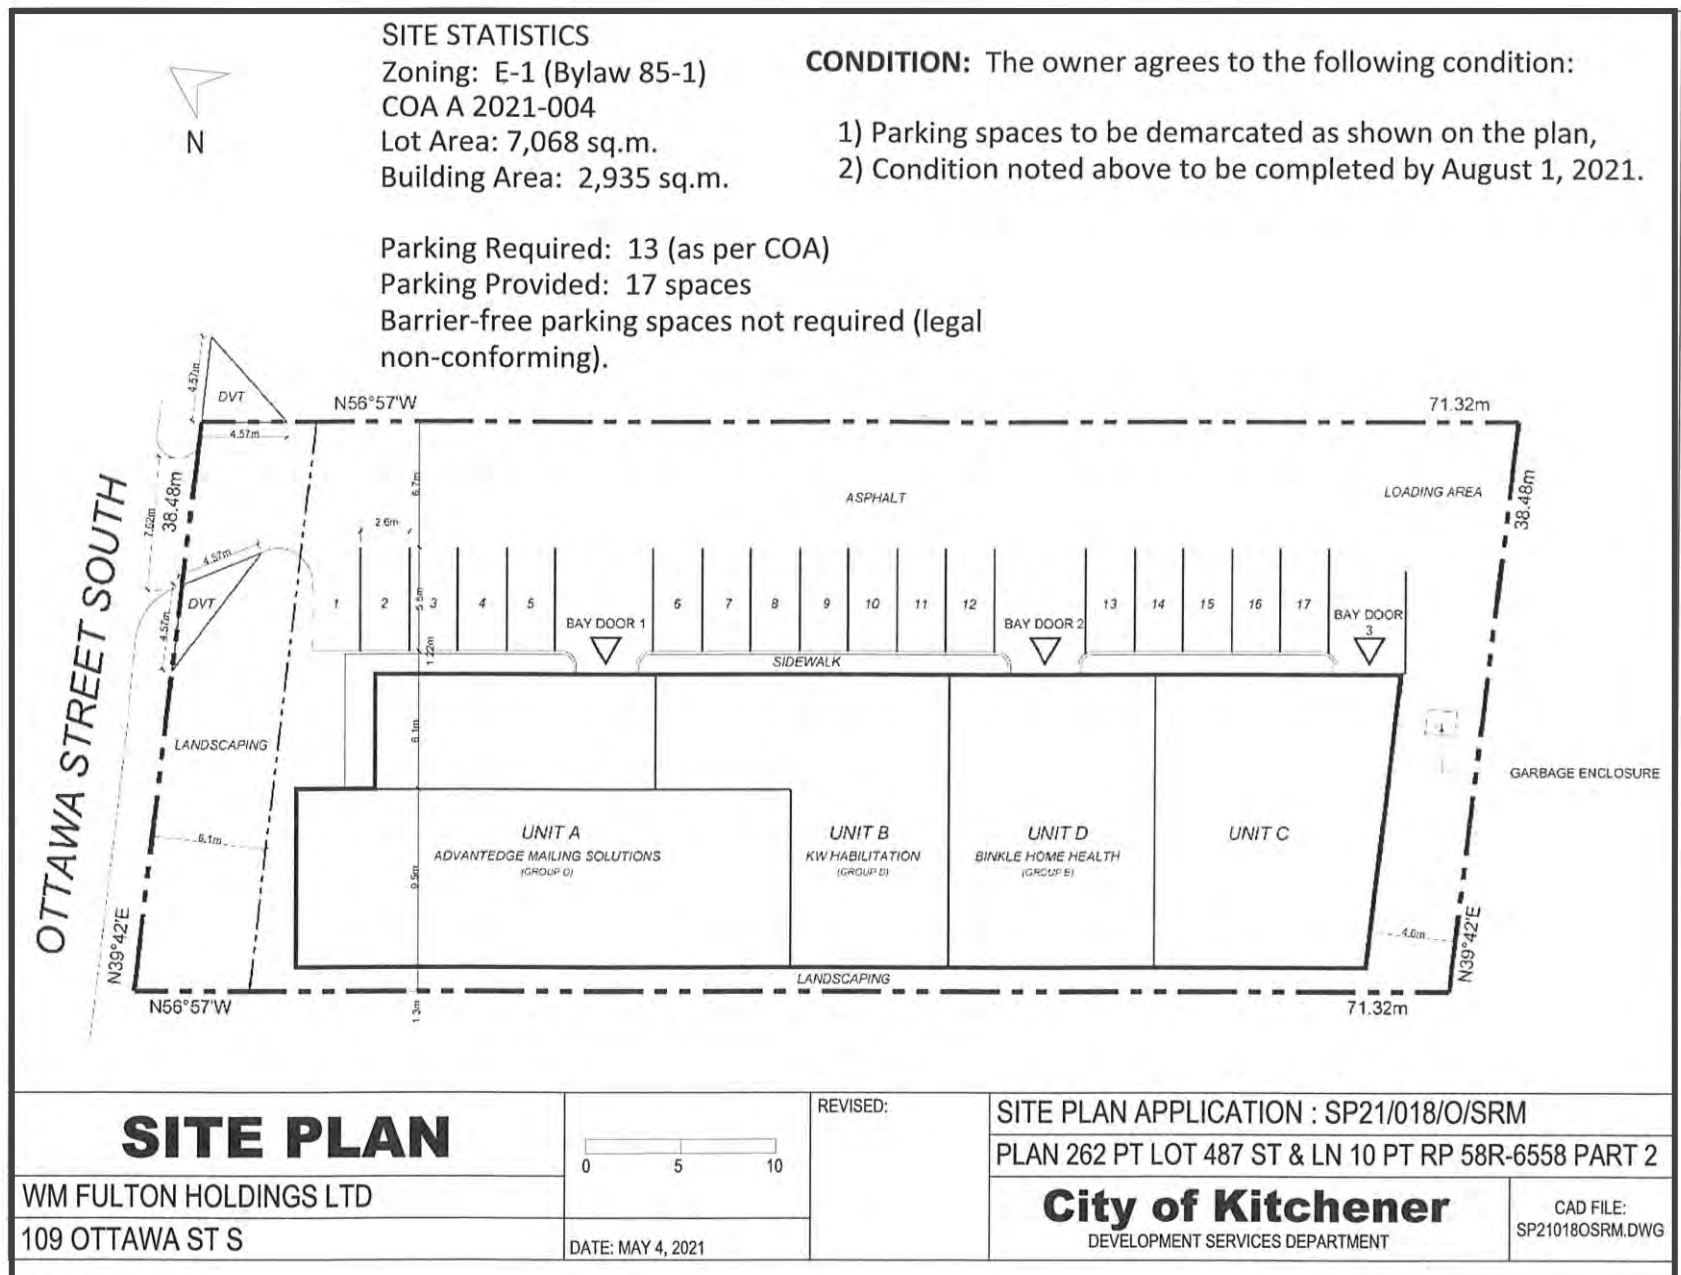 SITE STATISTICS
Zoning: E-1 (Bylaw 85-1)
COA A 2021-004
Lot Area: 7,068 sq.m.
Building Area: 2,935 sq.m.
Parking Required: 13 (as per COA)
Parking Provided: 17 spaces
Barrier-free parking spaces not required (legal
non-conforming).
CONDITION: The owner agrees to the following condition:
1) Parking spaces to be demarcated as shown on the plan,
2) Condition noted above to be completed by August 1, 2021.
N
4.57m
DVT
4.57m
N56°57'W
71.32m
OTTAWA STREET SOUTH
7.62m
38.48m
4.57m
DVT
4.57m
6.7m
2.6m
ASPHALT
LOADING AREA
38.48m
1
2
3
4
5
5.5m
BAY DOOR 1
6
7
8
9
10
11
12
BAY DOOR 2
13
14
15
16
17
BAY DOOR
3
1.22m
SIDEWALK
LANDSCAPING
6.1m
GARBAGE ENCLOSURE
6.1m
UNIT A
ADVANTEDGE MAILING SOLUTIONS
(GROUP D)
9.5m
UNIT B
KW HABILITATION
(GROUP D)
UNIT D
BINKLE HOME HEALTH
(GROUP E)
UNIT C
4.6m
N39°42'E
N39°42'E
LANDSCAPING
N56°57'W
1.3m
71.32m
SITE PLAN
WM FULTON HOLDINGS LTD
109 OTTAWA ST S
0 5 10
DATE: MAY 4, 2021
REVISED:
SITE PLAN APPLICATION : SP21/018/O/SRM
PLAN 262 PT LOT 487 ST & LN 10 PT RP 58R-6558 PART 2
City of Kitchener
DEVELOPMENT SERVICES DEPARTMENT
CAD FILE:
SP21018OSRM.DWG